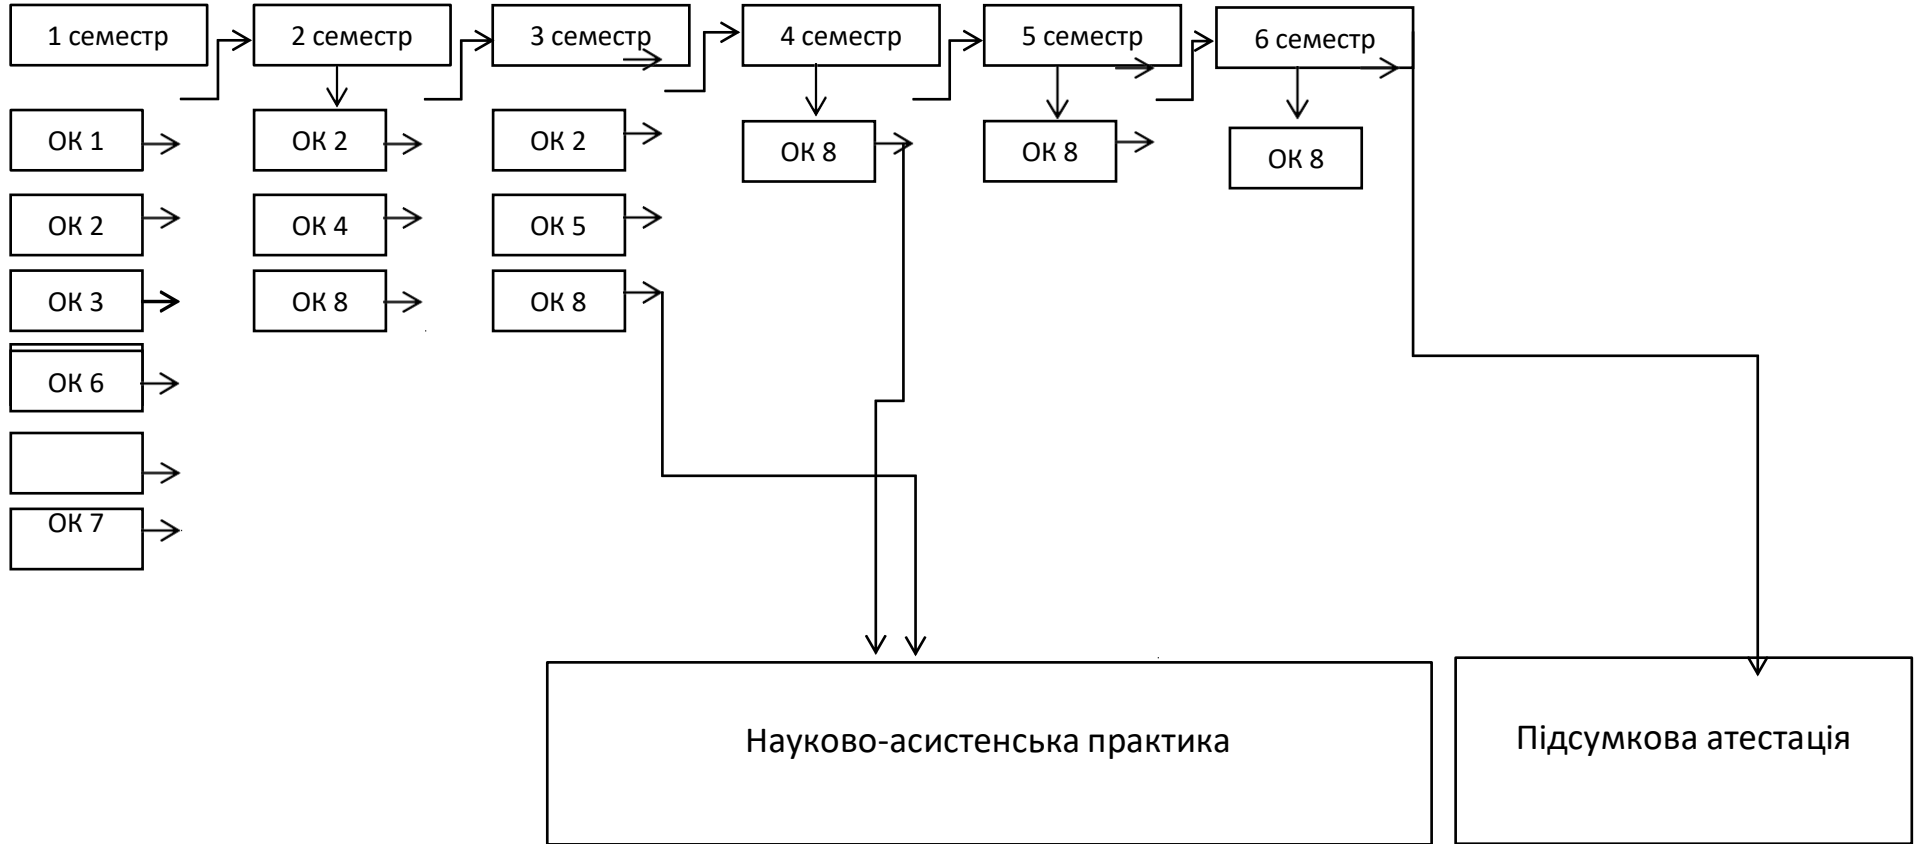 1 семестр
2 семестр
3 семестр
4 семестр
5 семестр
6 семестр
ОК 1
ОК 2
ОК 2
ОК 8
ОК 8
ОК 8
ОК 2
ОК 4
ОК 5
ОК 3
ОК 8
ОК 8
ОК 6
ОК 7
Науково-асистенська практика
Підсумкова атестація